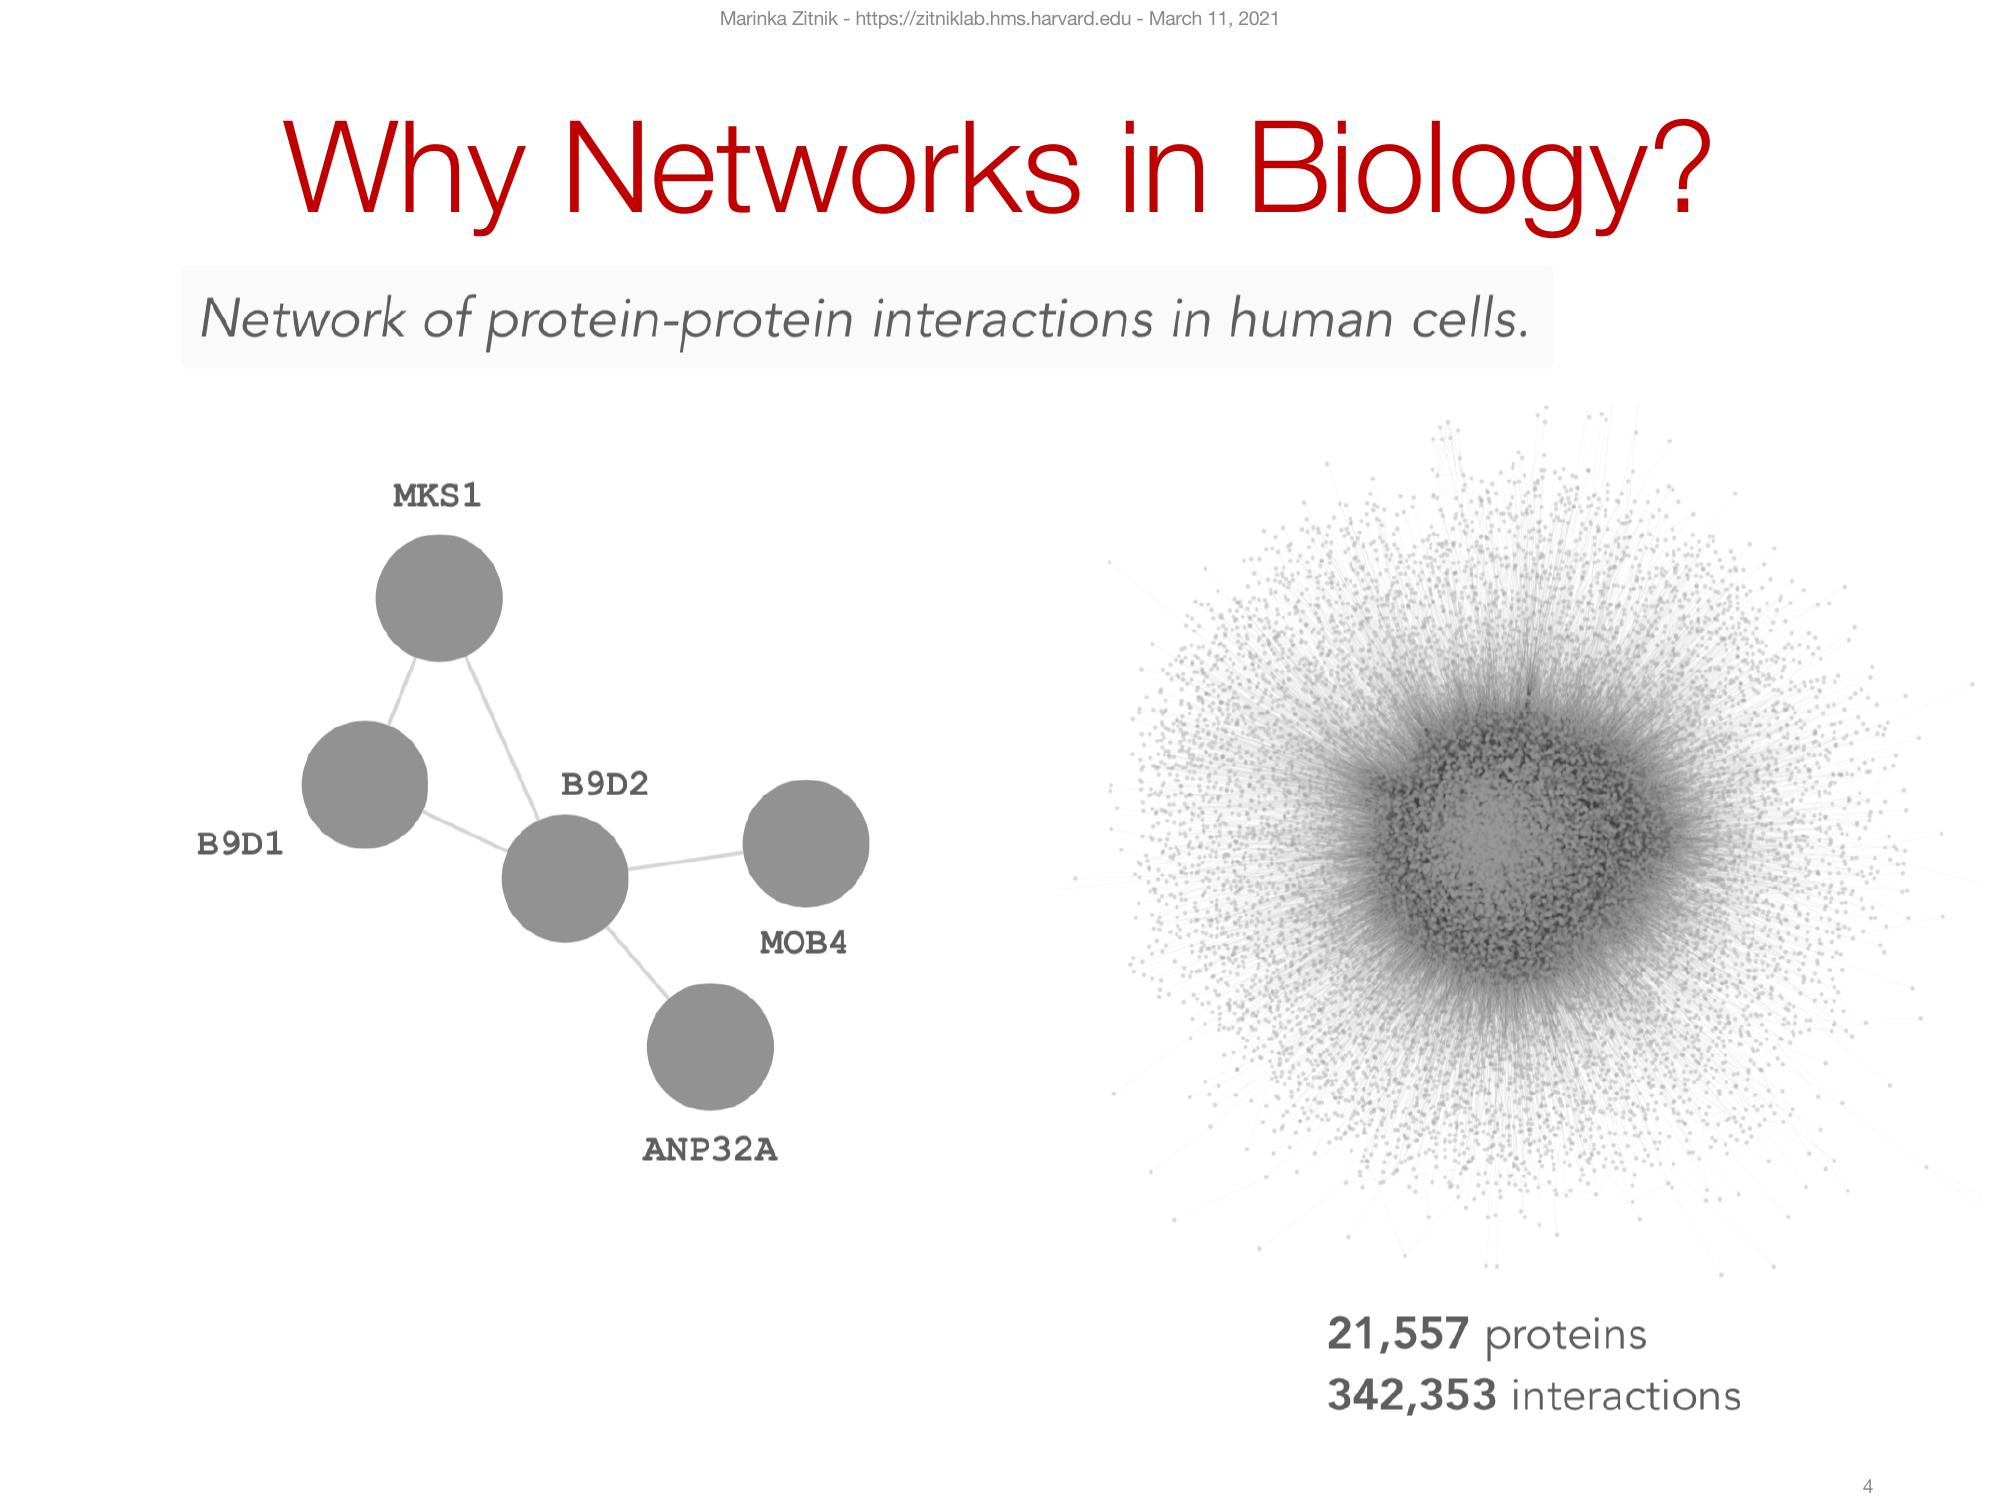 Marinka Zitnik - https://zitniklab.hms.harvard.edu - March 11, 2021
Why Networks in Biology?
Network of protein-protein interactions in human cells.
MKS1
B9D2
B9D1
MOB4
ANP32A
21,557 proteins
342,353 interactions
4